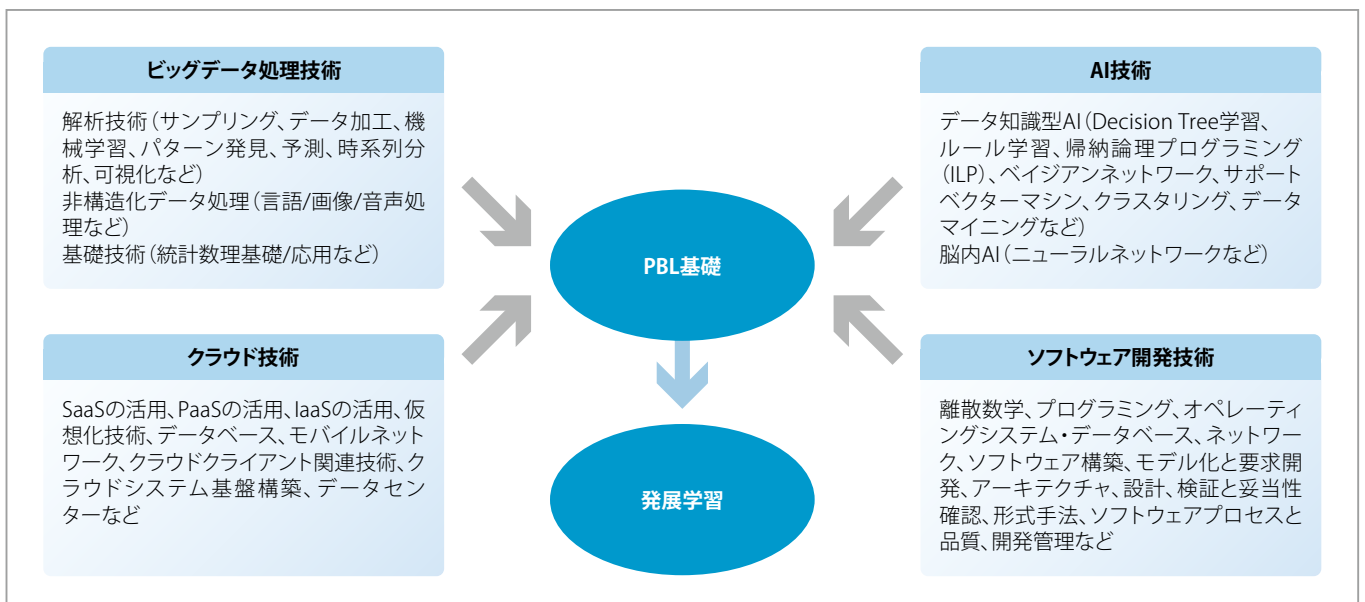 ビッグデータ処理技術
解析技術（サンプリング、データ加工、機
械学習、パターン発見、予測、時系列分
析、可視化など）
非構造化データ処理（言語/画像/音声処
理など）
基礎技術（統計数理基礎/応用など）
クラウド技術
SaaSの活用、PaaSの活用、IaaSの活用、仮
想化技術、データベース、モバイルネット
ワーク、クラウドクライアント関連技術、ク
ラウドシステム基盤構築、データセン
ターなど
PBL基礎
発展学習
AI技術
データ知識型AI（Decision Tree学習、
ルール学習、帰納論理プログラミング
（ILP）、ベイジアンネットワーク、サポート
ベクターマシン、クラスタリング、データ
マイニングなど）
脳内AI（ニューラルネットワークなど）
ソフトウェア開発技術
離散数学、プログラミング、オペレーティ
ングシステム・データベース、ネットワー
ク、ソフトウェア構築、モデル化と要求開
発、アーキテクチャ、設計、検証と妥当性
確認、形式手法、ソフトウェアプロセスと
品質、開発管理など